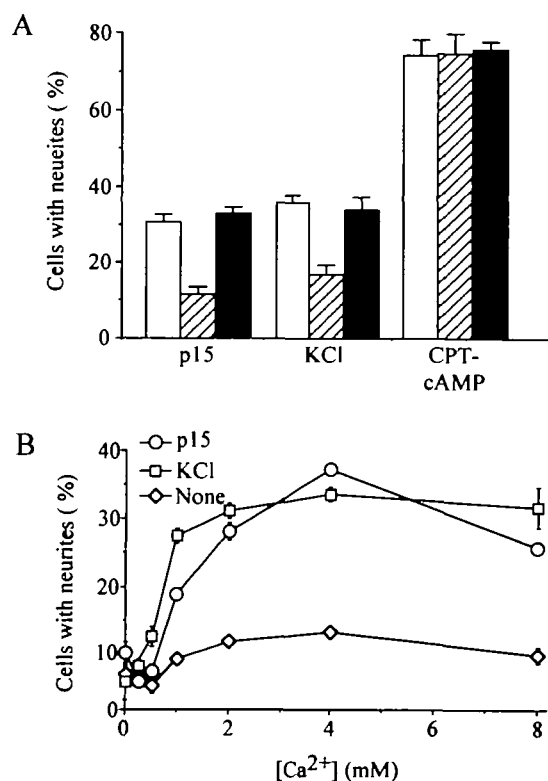 A
80
60
40
20
0
Cells with neueites ( %)
p15
KCl
CPT-
cAMP
B
p15
KCl
None
40
30
20
10
0
Cells with neurites ( %)
0
2
4
6
8
[Ca2+] (mM)